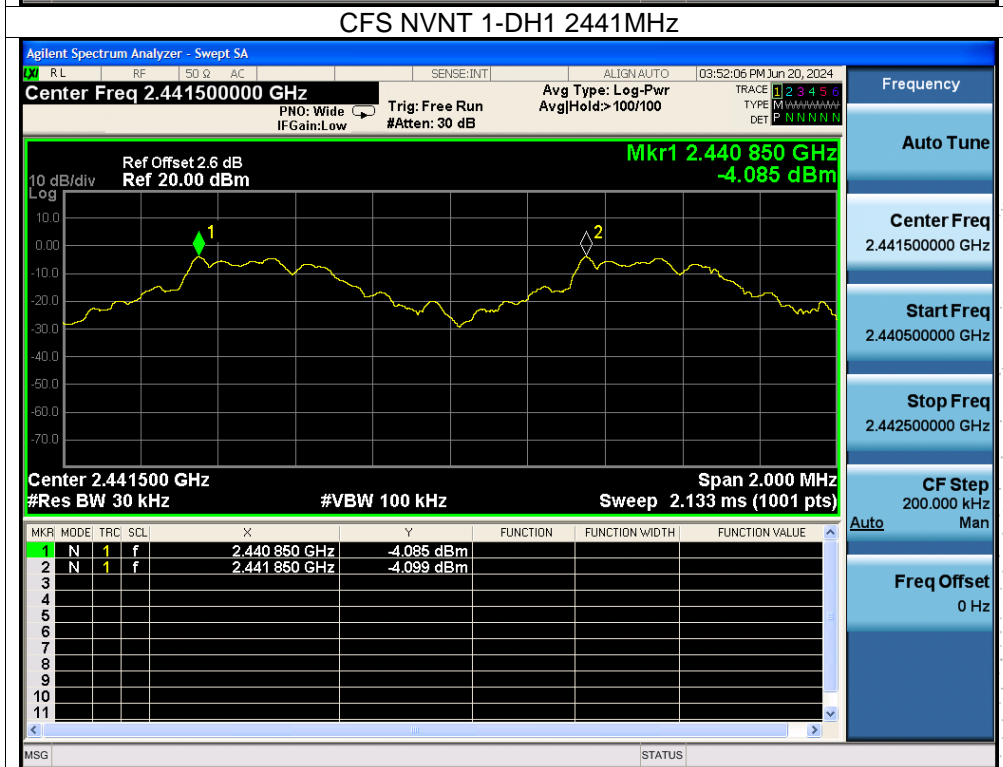 CFS NVNT 1-DH1 2441MHz
Agilent Spectrum Analyzer - Swept SA
LXI RL RF 50 Ω AC SENSE:INT ALIGN AUTO 03:52:06 PM Jun 20, 2024
Center Freq 2.441500000 GHz
PNO: Wide Trig: Free Run Avg Type: Log-Pwr TRACE 1 2 3 4 5 6
IFGain:Low #Atten: 30 dB Avg|Hold:>100/100 TYPE M WWWWW
DET P N N N N N
Ref Offset 2.6 dB
10 dB/div Ref 20.00 dBm
Log
Mkr1 2.440 850 GHz
-4.085 dBm
10.0
0.00
-10.0
-20.0
-30.0
-40.0
-50.0
-60.0
-70.0
1
2
Center 2.441500 GHz Span 2.000 MHz
#Res BW 30 kHz #VBW 100 kHz Sweep 2.133 ms (1001 pts)
MKR MODE TRC SCL X Y FUNCTION FUNCTION WIDTH FUNCTION VALUE
1 N 1 f 2.440 850 GHz -4.085 dBm
2 N 1 f 2.441 850 GHz -4.099 dBm
3
4
5
6
7
8
9
10
11
MSG STATUS
Frequency
Auto Tune
Center Freq
2.441500000 GHz
Start Freq
2.440500000 GHz
Stop Freq
2.442500000 GHz
CF Step
200.000 kHz
Auto Man
Freq Offset
0 Hz